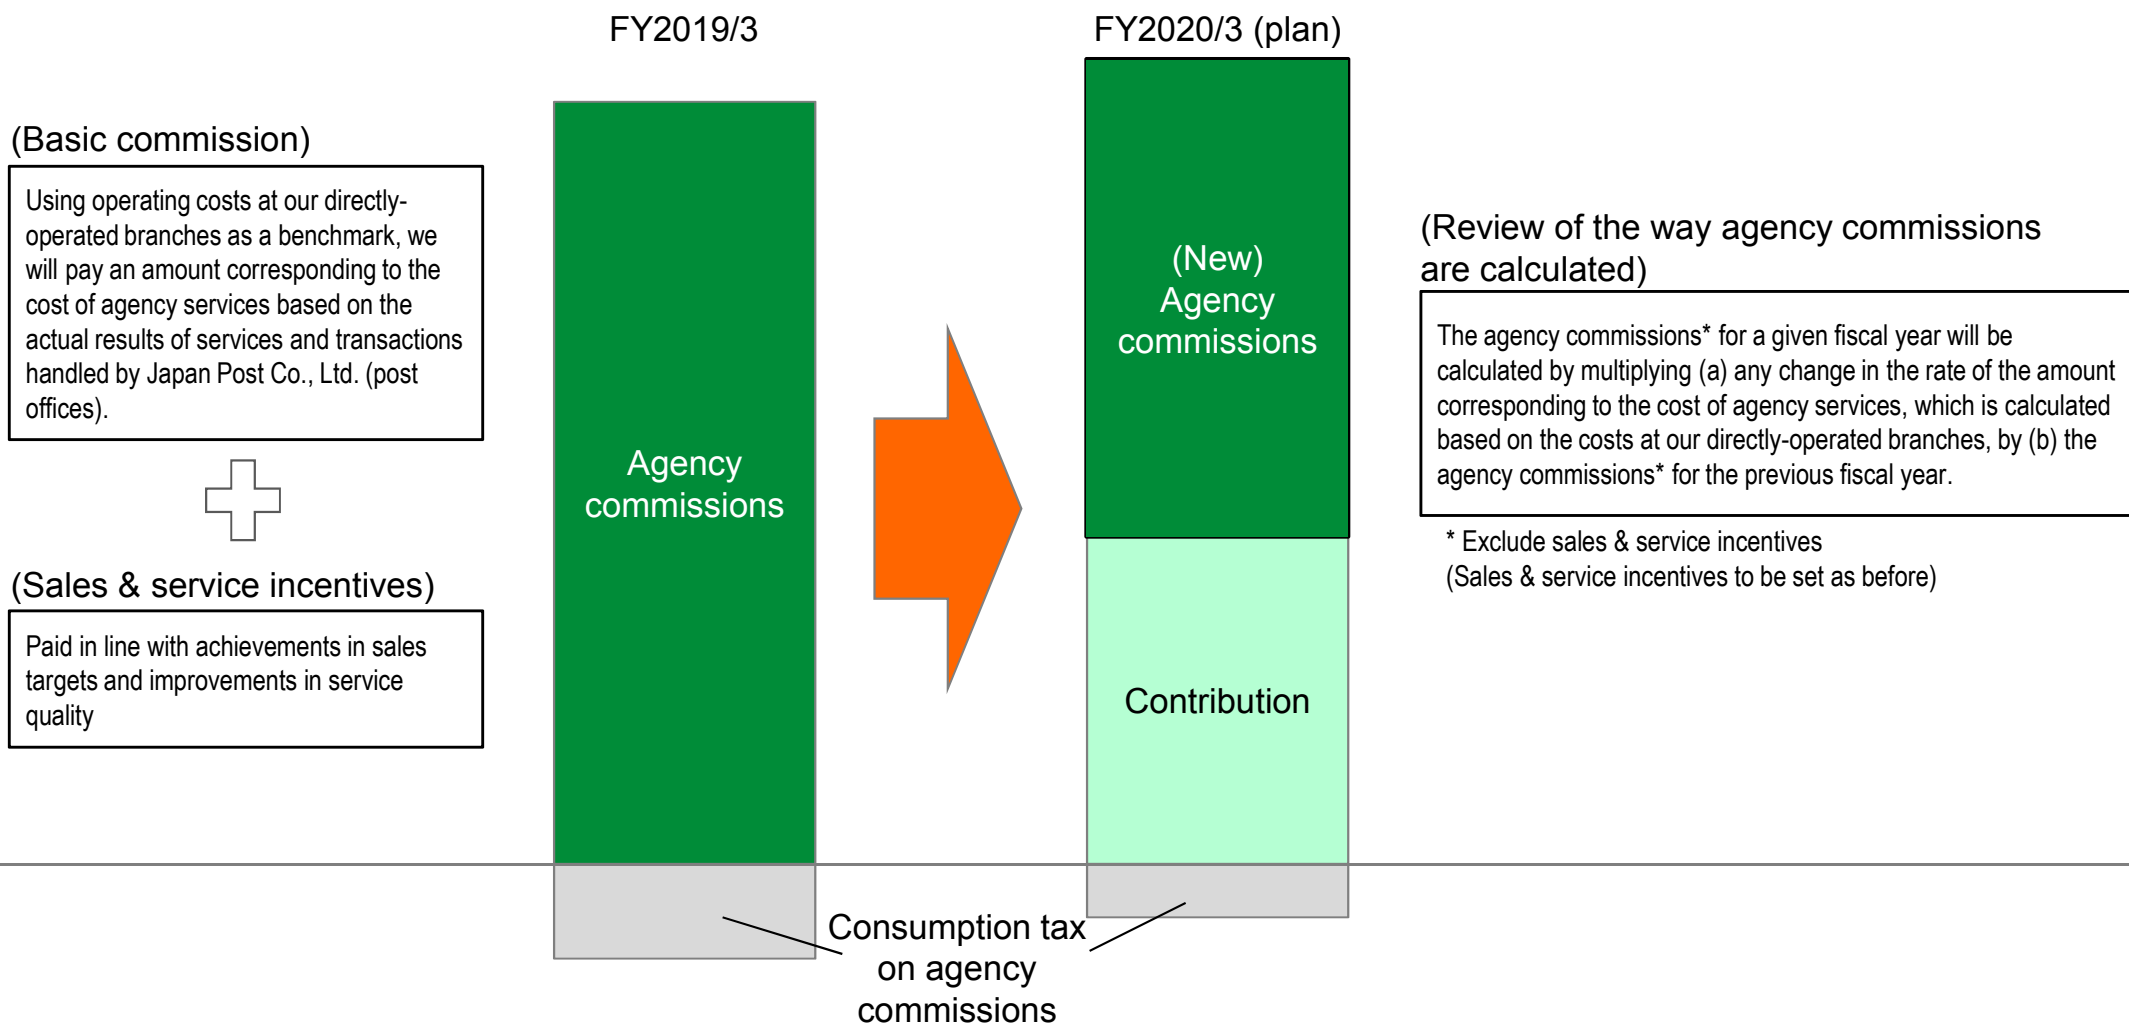 FY2019/3
FY2020/3 (plan)
(Basic commission)
Using operating costs at our directly-
operated branches as a benchmark, we
will pay an amount corresponding to the
cost of agency services based on the
actual results of services and transactions
handled by Japan Post Co., Ltd. (post
offices).
(Sales & service incentives)
Paid in line with achievements in sales
targets and improvements in service
quality
Agency
commissions
(New)
Agency
commissions
Contribution
Consumption tax
on agency
commissions
(Review of the way agency commissions
are calculated)
The agency commissions* for a given fiscal year will be
calculated by multiplying (a) any change in the rate of the amount
corresponding to the cost of agency services, which is calculated
based on the costs at our directly-operated branches, by (b) the
agency commissions* for the previous fiscal year.
* Exclude sales & service incentives
(Sales & service incentives to be set as before)